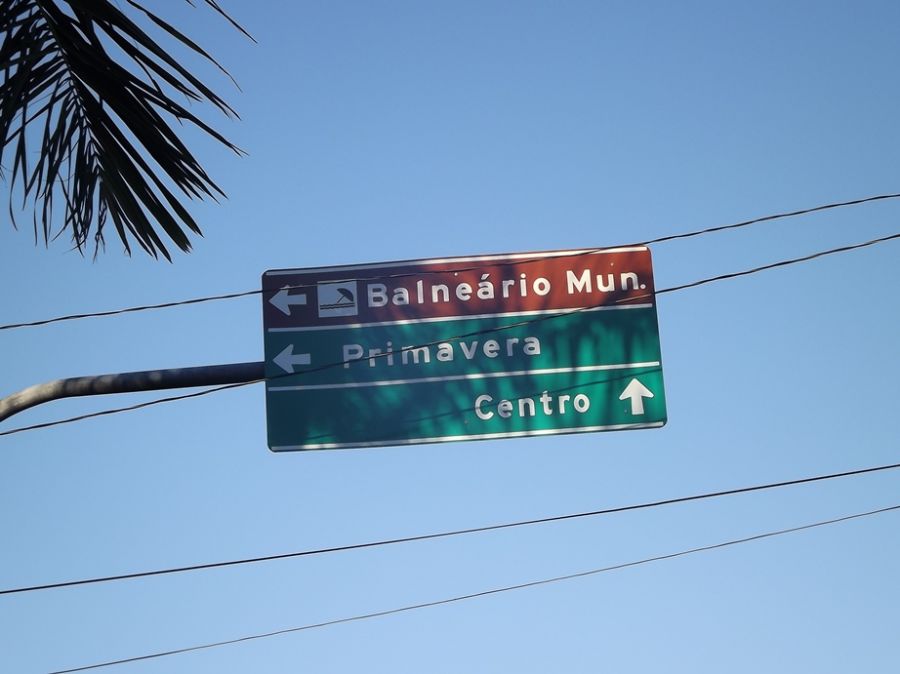 Balneário Mun.
Primavera
Centro